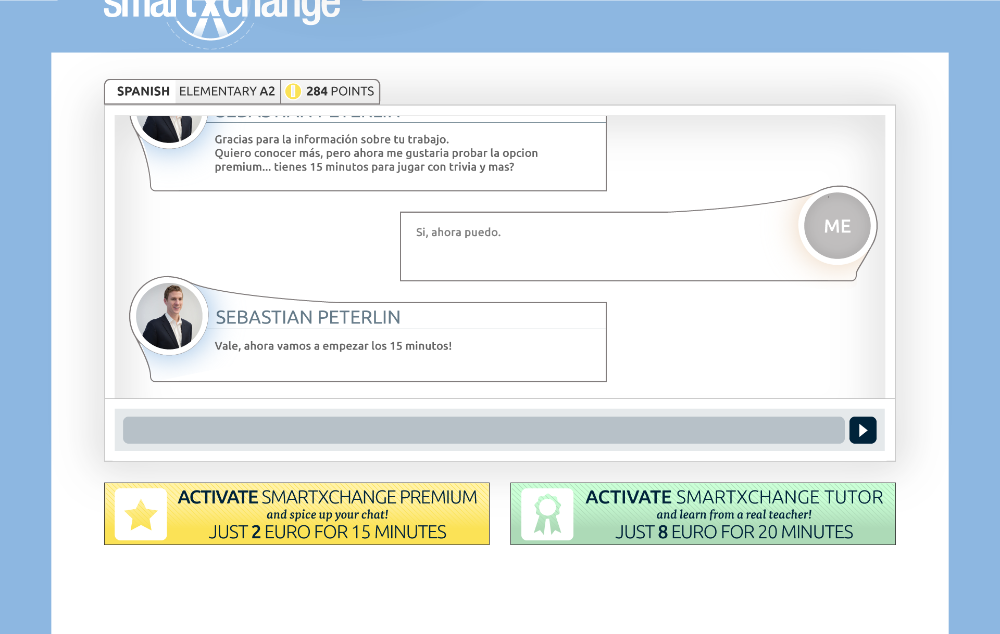 smartxchange
SPANISH ELEMENTARY A2 284 POINTS
SEBASTIAN PETERLIN
Gracias para la información sobre tu trabajo.
Quiero conocer más, pero ahora me gustaria probar la opcion
premium... tienes 15 minutos para jugar con trivia y mas?
ME
Si, ahora puedo.
SEBASTIAN PETERLIN
Vale, ahora vamos a empezar los 15 minutos!
ACTIVATE SMARTXCHANGE PREMIUM
and spice up your chat!
JUST 2 EURO FOR 15 MINUTES
ACTIVATE SMARTXCHANGE TUTOR
and learn from a real teacher!
JUST 8 EURO FOR 20 MINUTES